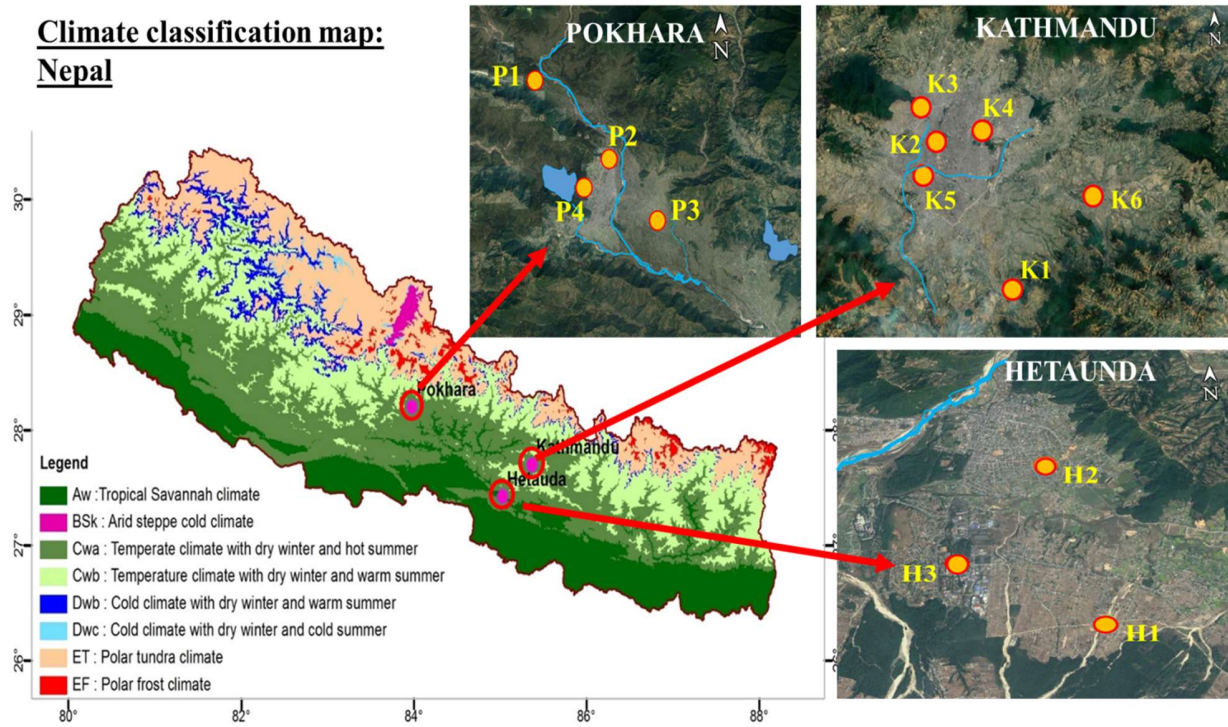 Climate classification map:
Nepal
POKHARA
N
P1
P2
P4
P3
KATHMANDU
N
K3
K4
K2
K5
K6
K1
HETAUNDA
N
H2
H3
H1
30°
29°
28°
27°
26°
28°
27°
26°
Pokhara
Kathmandu
Hetauda
Legend
Aw :Tropical Savannah climate
BSk : Arid steppe cold climate
Cwa : Temperate climate with dry winter and hot summer
Cwb : Temperature climate with dry winter and warm summer
Dwb : Cold climate with dry winter and warm summer
Dwc : Cold climate with dry winter and cold summer
ET : Polar tundra climate
EF : Polar frost climate
80°
82°
84°
86°
88°